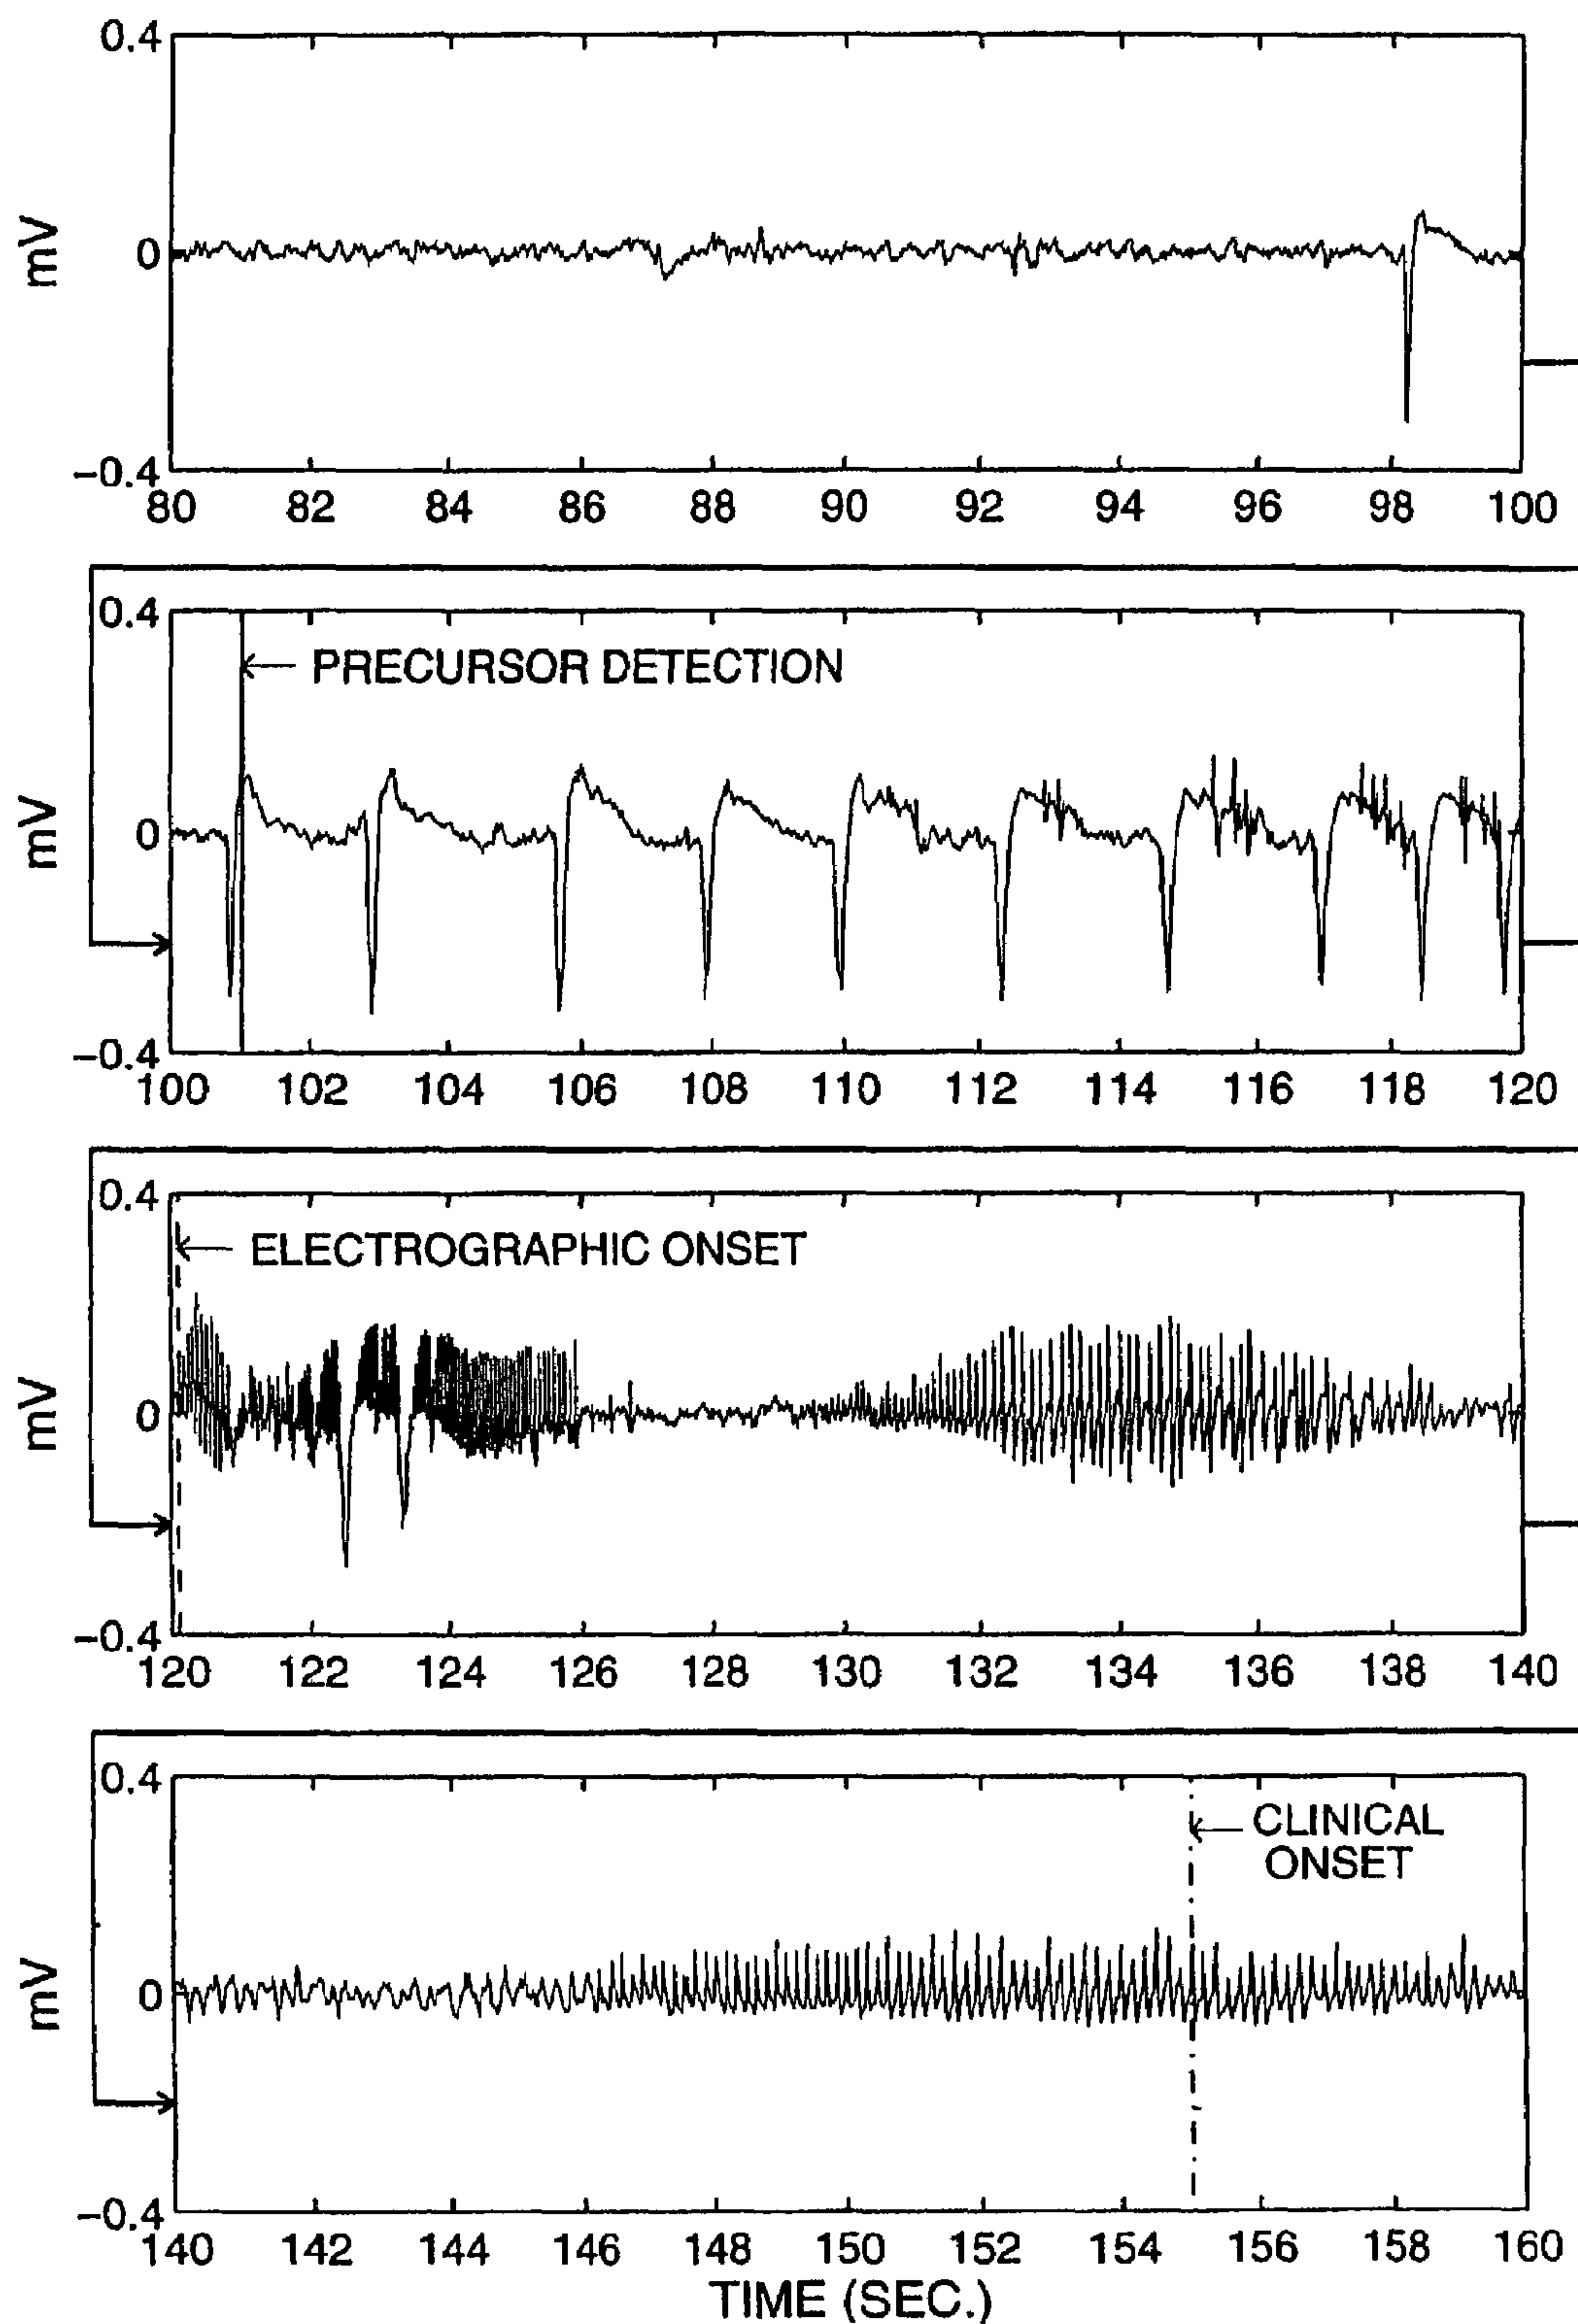 0.4
mV
0
-0.4
80 82 84 86 88 90 92 94 96 98 100
0.4
PRECURSOR DETECTION
mV
0
-0.4
100 102 104 106 108 110 112 114 116 118 120
0.4
ELECTROGRAPHIC ONSET
mV
0
-0.4
120 122 124 126 128 130 132 134 136 138 140
0.4
CLINICAL
ONSET
mV
0
-0.4
140 142 144 146 148 150 152 154 156 158 160
TIME (SEC.)